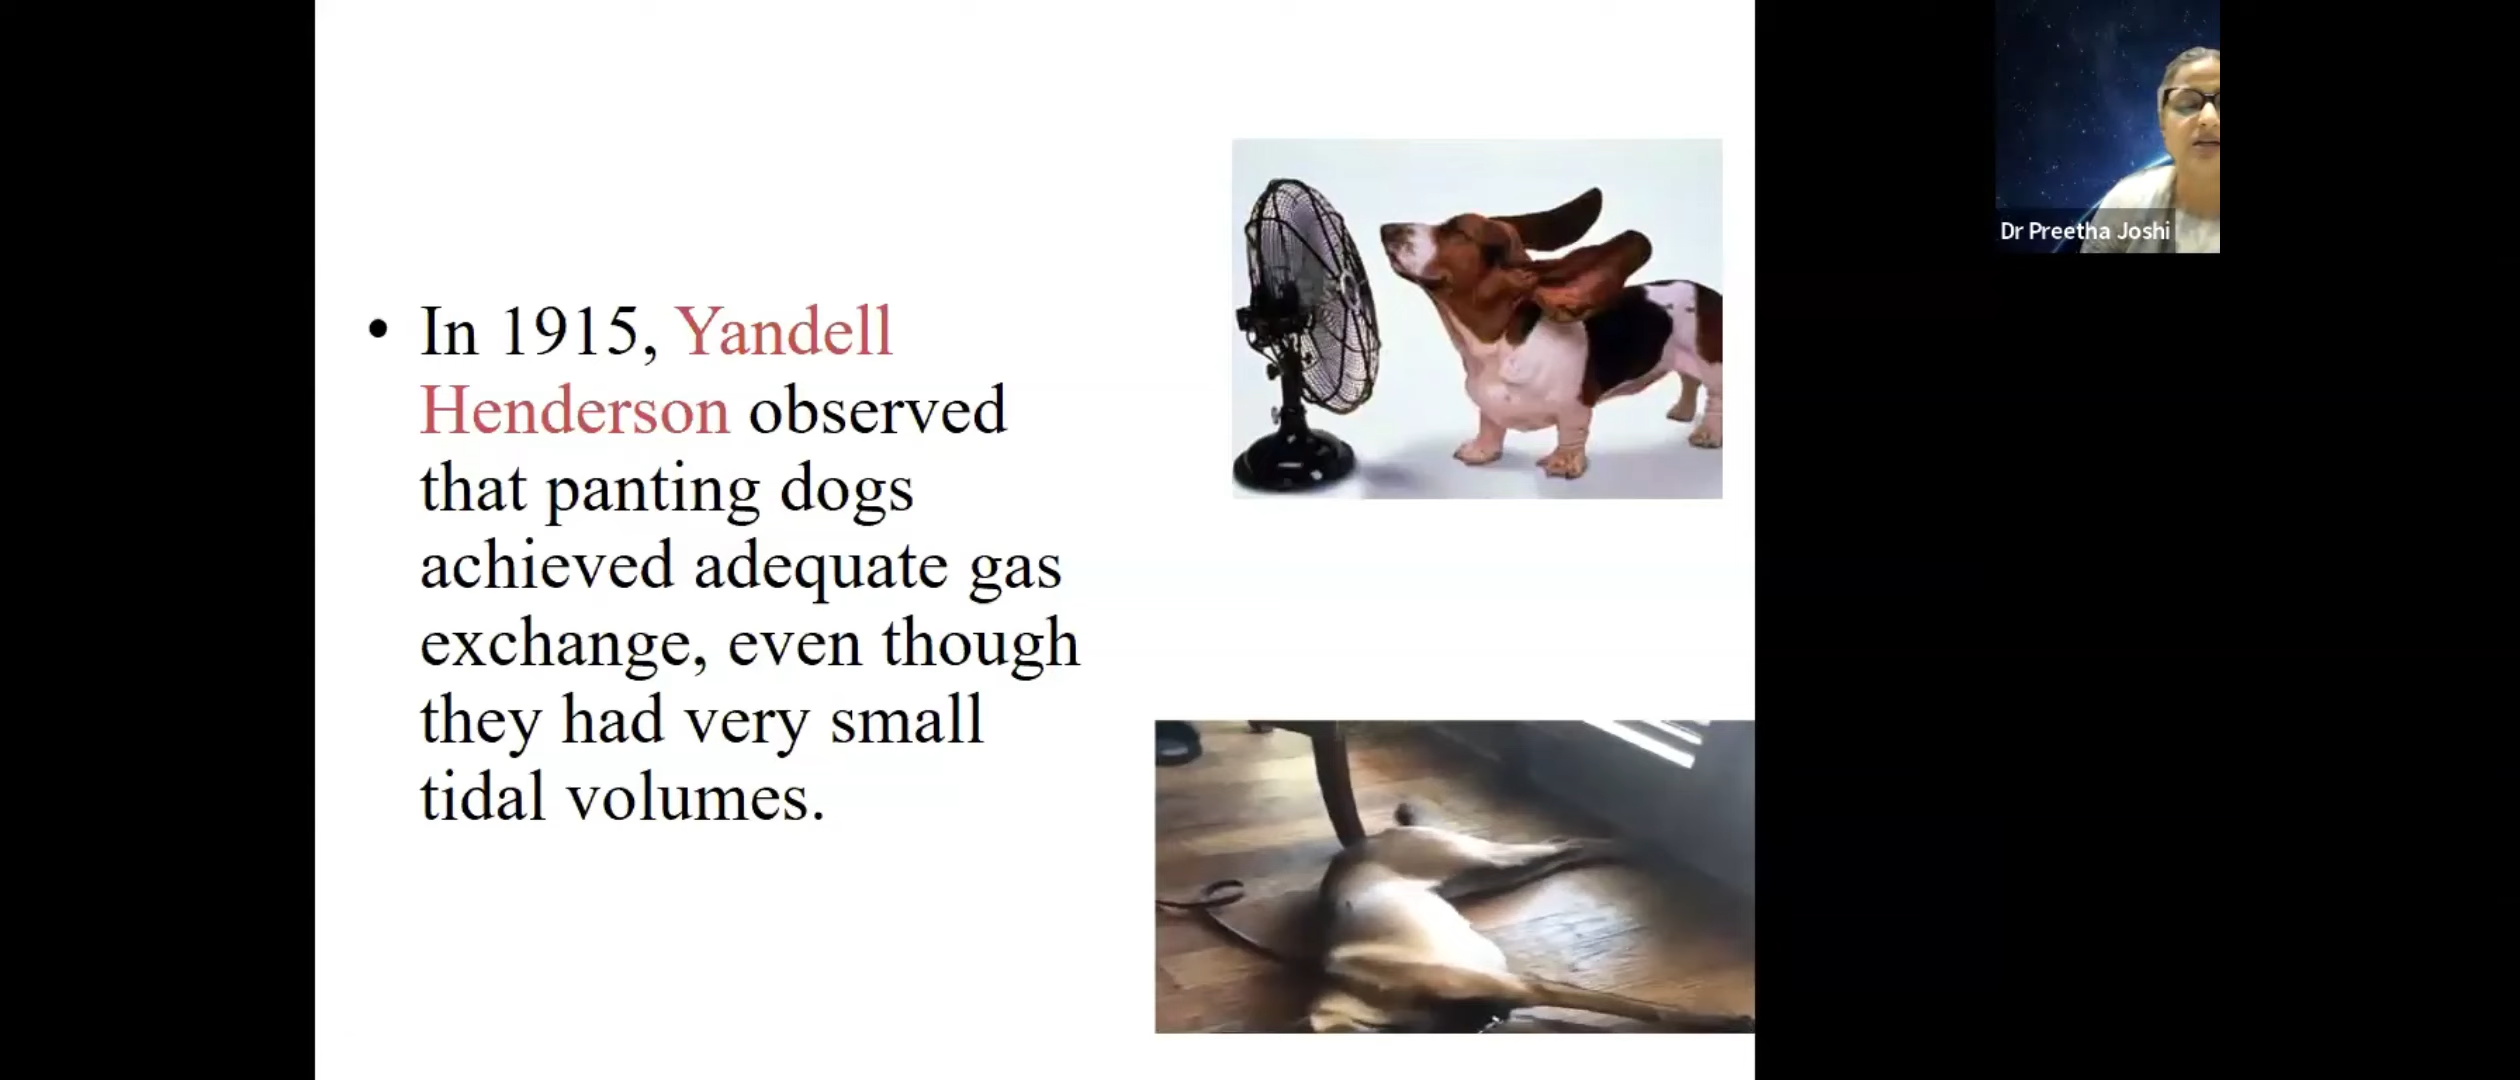 • In 1915, Yandell
Henderson observed
that panting dogs
achieved adequate gas
exchange, even though
they had very small
tidal volumes.
Dr Preetha Joshi